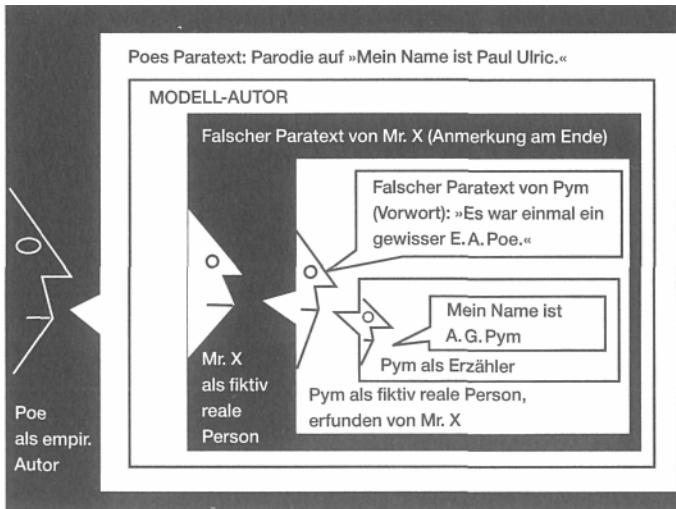 Poes Paratext: Parodie auf »Mein Name ist Paul Ulric.«
MODELL-AUTOR
Falscher Paratext von Mr. X (Anmerkung am Ende)
Falscher Paratext von Pym
(Vorwort): »Es war einmal ein
gewisser E. A. Poe.«
Mein Name ist
A. G. Pym
Pym als Erzähler
Pym als fiktiv reale Person,
erfunden von Mr. X
Mr. X
als fiktiv
reale
Person
Poe
als empir.
Autor